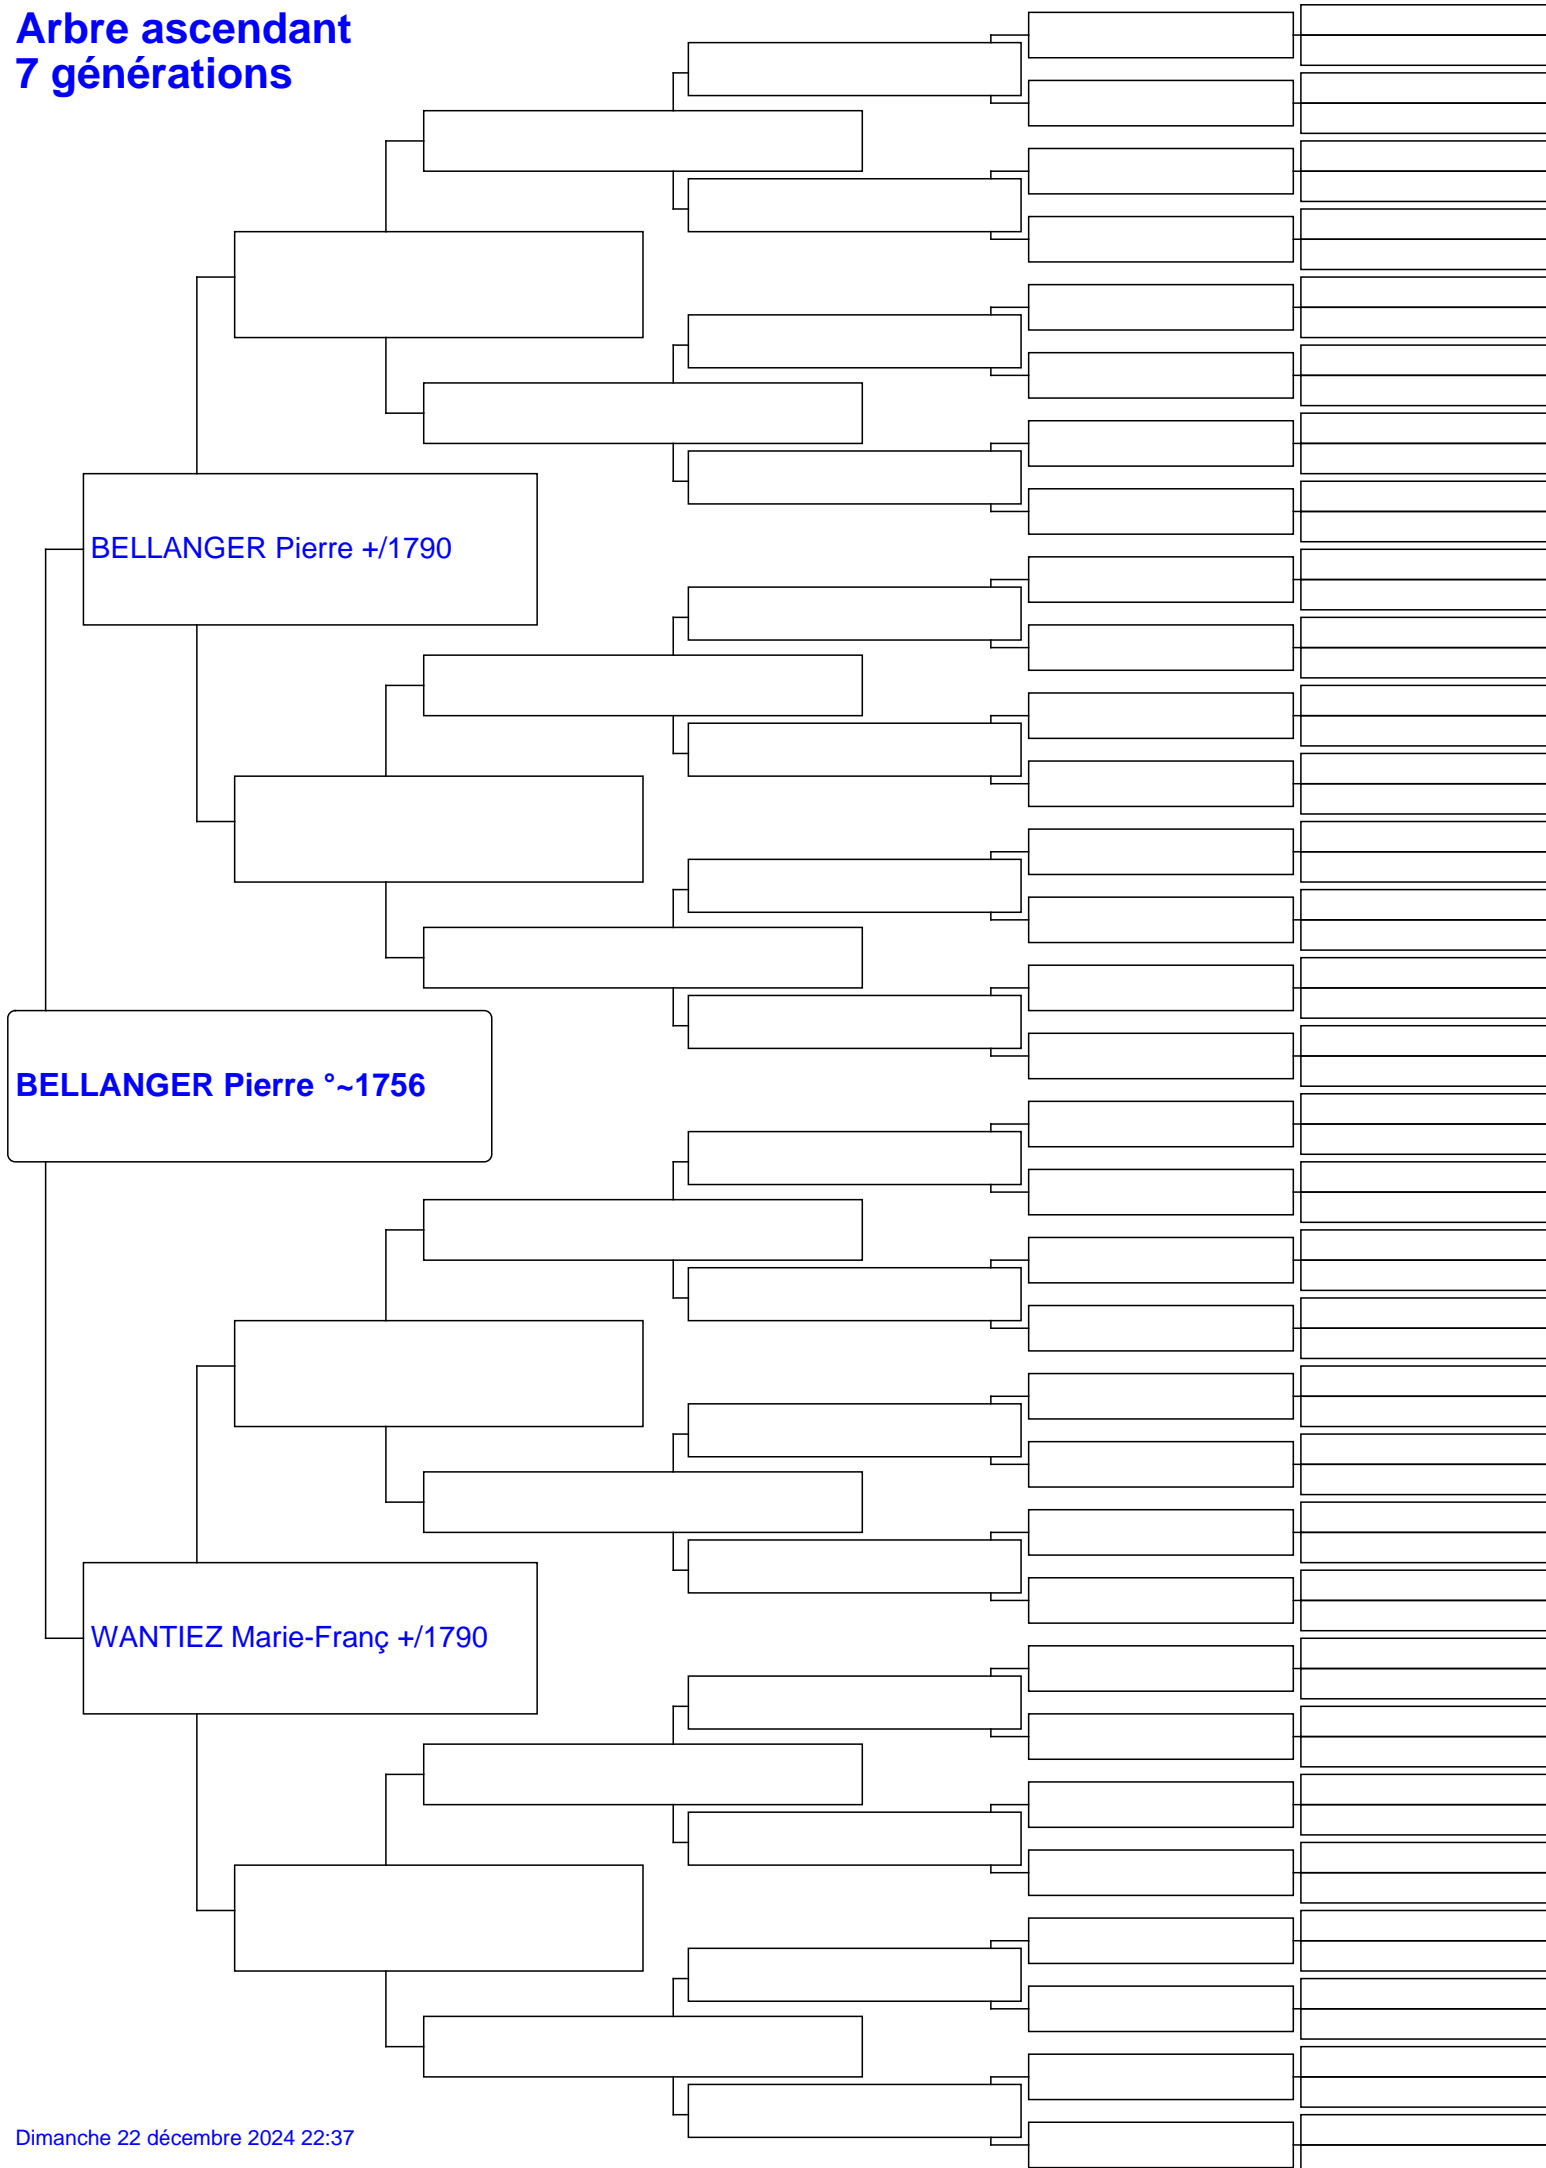 Arbre ascendant
7 générations
BELLANGER Pierre +/1790
BELLANGER Pierre °~1756
WANTIEZ Marie-Franç +/1790
Dimanche 22 décembre 2024 22:37